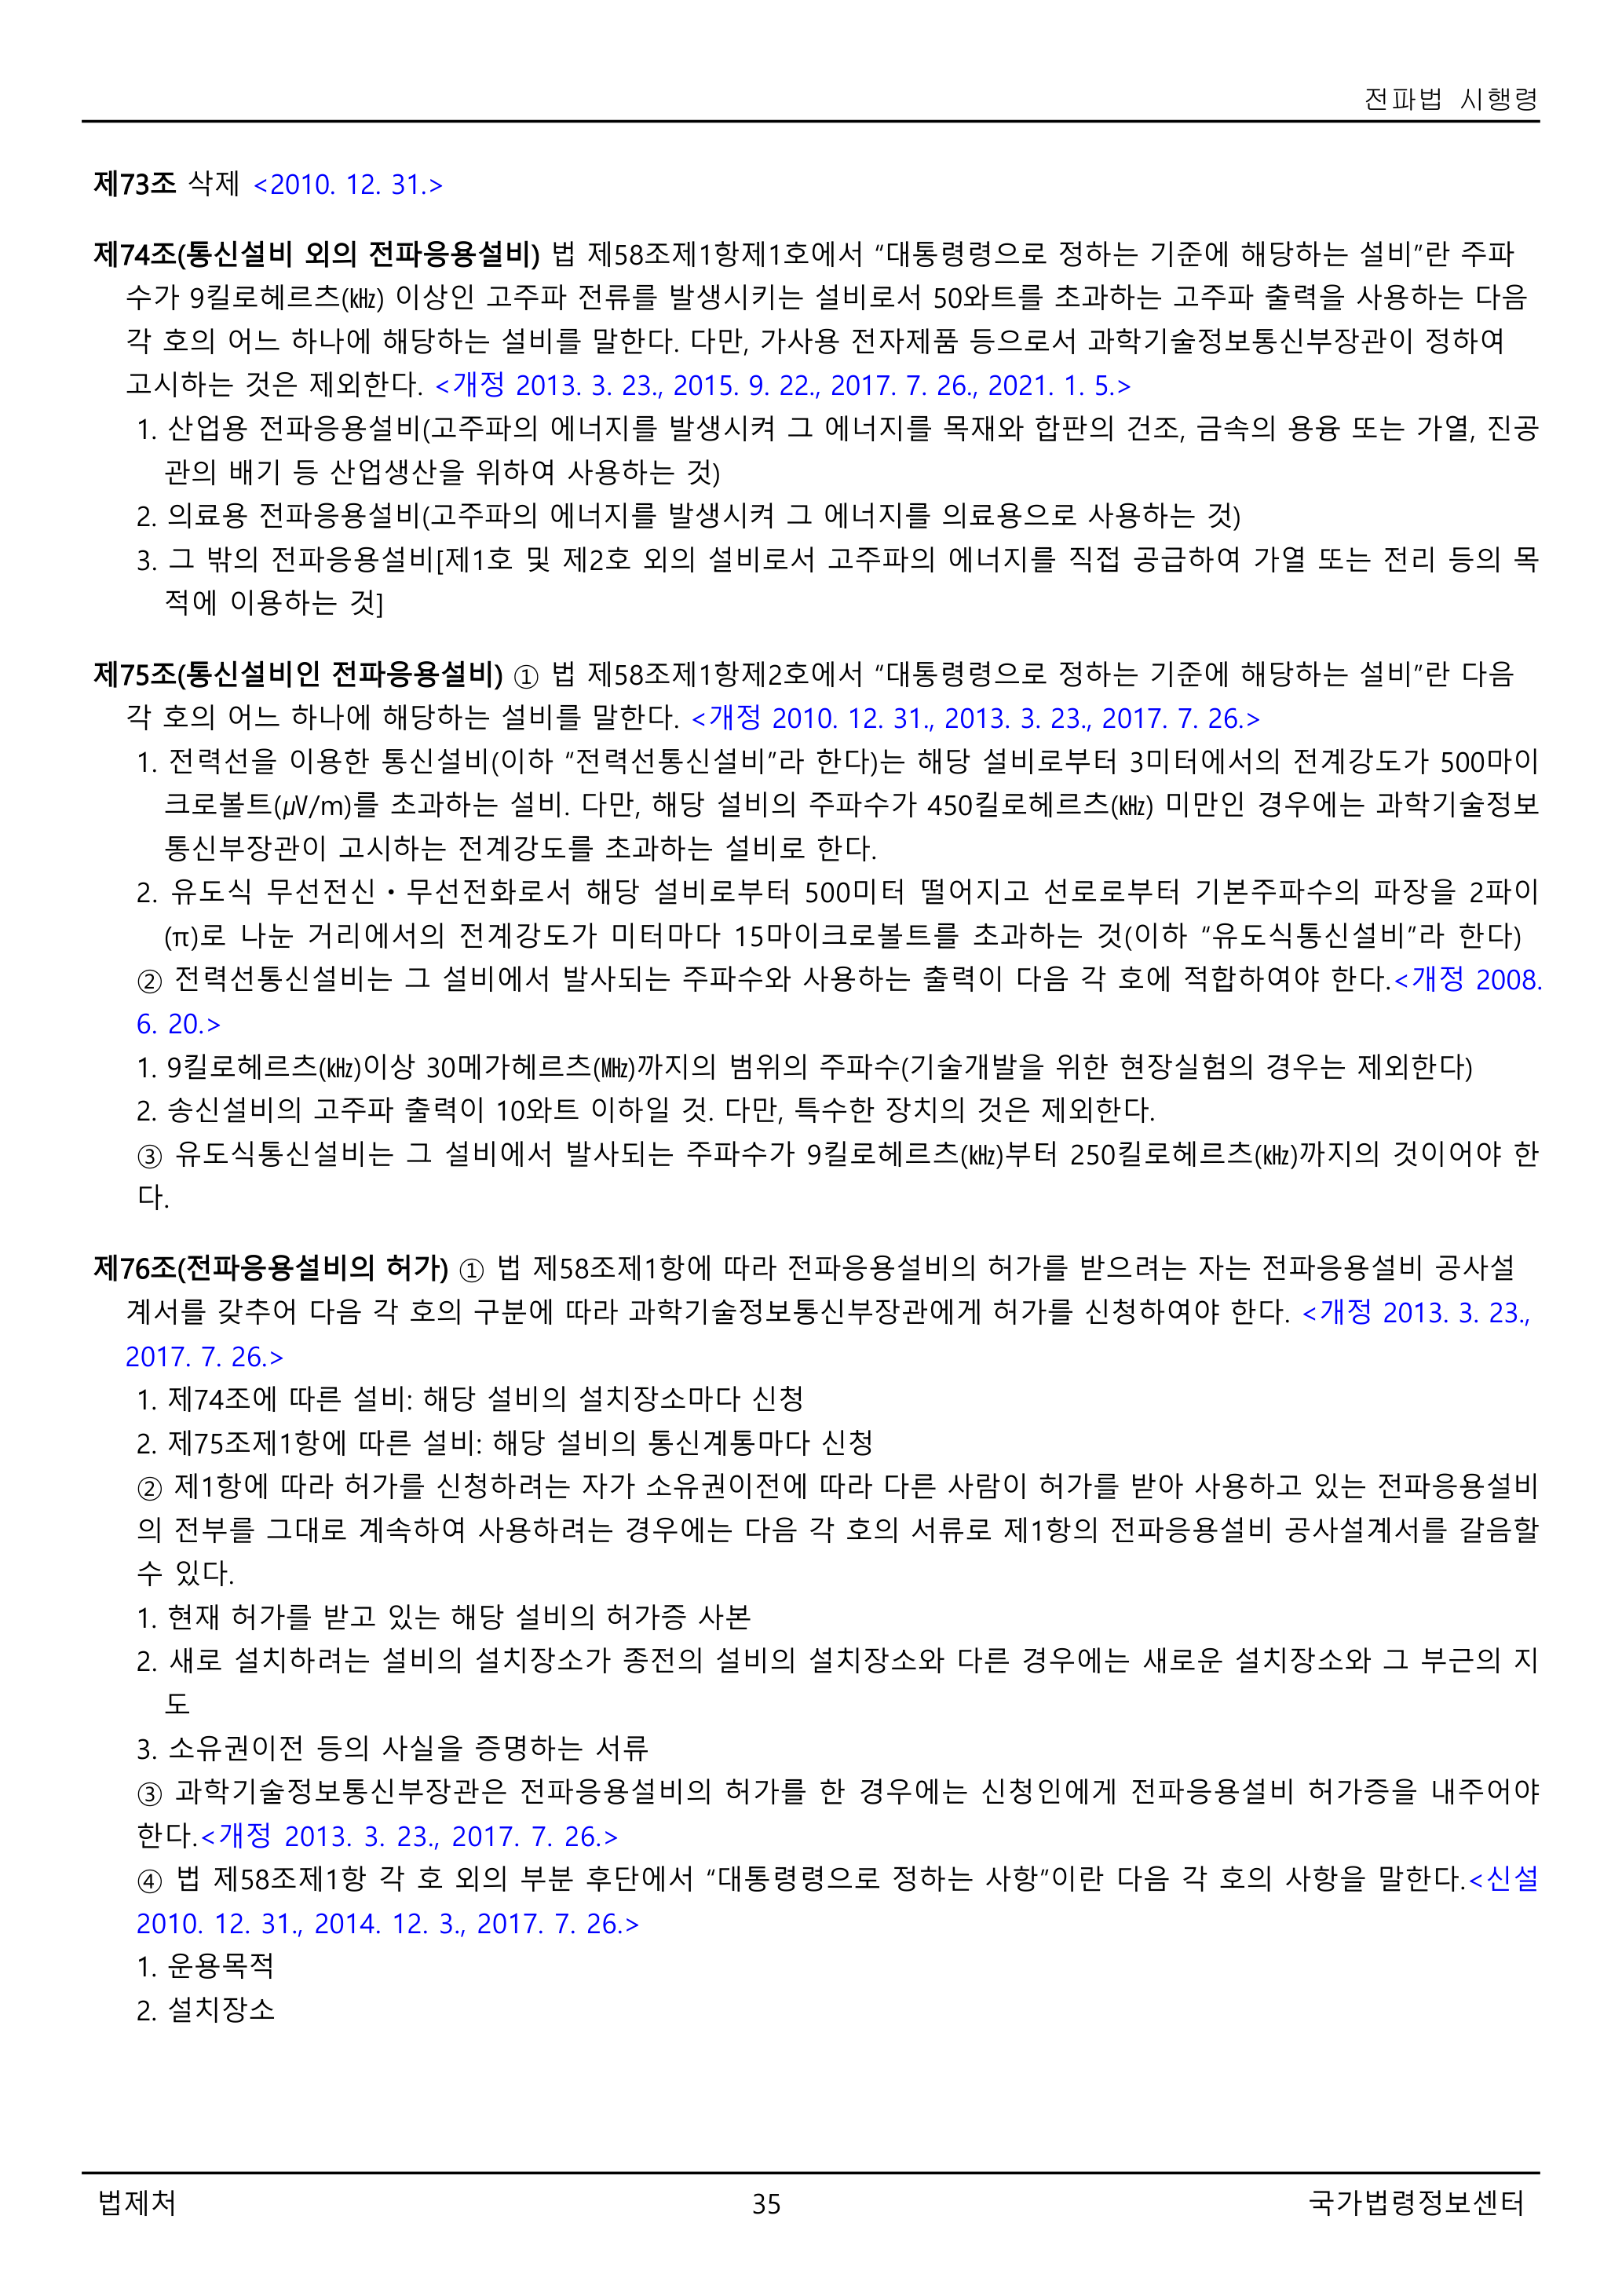 전파법 시행령
제73조 삭제 <2010. 12. 31.>
제74조(통신설비 외의 전파응용설비) 법 제58조제1항제1호에서 “대통령령으로 정하는 기준에 해당하는 설비”란 주파
수가 9킬로헤르츠(㎑) 이상인 고주파 전류를 발생시키는 설비로서 50와트를 초과하는 고주파 출력을 사용하는 다음
각 호의 어느 하나에 해당하는 설비를 말한다. 다만, 가사용 전자제품 등으로서 과학기술정보통신부장관이 정하여
고시하는 것은 제외한다. <개정 2013. 3. 23., 2015. 9. 22., 2017. 7. 26., 2021. 1. 5.>
1. 산업용 전파응용설비(고주파의 에너지를 발생시켜 그 에너지를 목재와 합판의 건조, 금속의 용융 또는 가열, 진공
관의 배기 등 산업생산을 위하여 사용하는 것)
2. 의료용 전파응용설비(고주파의 에너지를 발생시켜 그 에너지를 의료용으로 사용하는 것)
3. 그 밖의 전파응용설비[제1호 및 제2호 외의 설비로서 고주파의 에너지를 직접 공급하여 가열 또는 전리 등의 목
적에 이용하는 것]
제75조(통신설비인 전파응용설비) ① 법 제58조제1항제2호에서 “대통령령으로 정하는 기준에 해당하는 설비”란 다음
각 호의 어느 하나에 해당하는 설비를 말한다. <개정 2010. 12. 31., 2013. 3. 23., 2017. 7. 26.>
1. 전력선을 이용한 통신설비(이하 “전력선통신설비”라 한다)는 해당 설비로부터 3미터에서의 전계강도가 500마이
크로볼트(㎶/m)를 초과하는 설비. 다만, 해당 설비의 주파수가 450킬로헤르츠(㎑) 미만인 경우에는 과학기술정보
통신부장관이 고시하는 전계강도를 초과하는 설비로 한다.
2. 유도식 무선전신ㆍ무선전화로서 해당 설비로부터 500미터 떨어지고 선로로부터 기본주파수의 파장을 2파이
(π)로 나눈 거리에서의 전계강도가 미터마다 15마이크로볼트를 초과하는 것(이하 “유도식통신설비”라 한다)
② 전력선통신설비는 그 설비에서 발사되는 주파수와 사용하는 출력이 다음 각 호에 적합하여야 한다.<개정 2008.
6. 20.>
1. 9킬로헤르츠(㎑)이상 30메가헤르츠(㎒)까지의 범위의 주파수(기술개발을 위한 현장실험의 경우는 제외한다)
2. 송신설비의 고주파 출력이 10와트 이하일 것. 다만, 특수한 장치의 것은 제외한다.
③ 유도식통신설비는 그 설비에서 발사되는 주파수가 9킬로헤르츠(㎑)부터 250킬로헤르츠(㎑)까지의 것이어야 한
다.
제76조(전파응용설비의 허가) ① 법 제58조제1항에 따라 전파응용설비의 허가를 받으려는 자는 전파응용설비 공사설
계서를 갖추어 다음 각 호의 구분에 따라 과학기술정보통신부장관에게 허가를 신청하여야 한다. <개정 2013. 3. 23.,
2017. 7. 26.>
1. 제74조에 따른 설비: 해당 설비의 설치장소마다 신청
2. 제75조제1항에 따른 설비: 해당 설비의 통신계통마다 신청
② 제1항에 따라 허가를 신청하려는 자가 소유권이전에 따라 다른 사람이 허가를 받아 사용하고 있는 전파응용설비
의 전부를 그대로 계속하여 사용하려는 경우에는 다음 각 호의 서류로 제1항의 전파응용설비 공사설계서를 갈음할
수 있다.
1. 현재 허가를 받고 있는 해당 설비의 허가증 사본
2. 새로 설치하려는 설비의 설치장소가 종전의 설비의 설치장소와 다른 경우에는 새로운 설치장소와 그 부근의 지
도
3. 소유권이전 등의 사실을 증명하는 서류
③ 과학기술정보통신부장관은 전파응용설비의 허가를 한 경우에는 신청인에게 전파응용설비 허가증을 내주어야
한다.<개정 2013. 3. 23., 2017. 7. 26.>
④ 법 제58조제1항 각 호 외의 부분 후단에서 “대통령령으로 정하는 사항”이란 다음 각 호의 사항을 말한다.<신설
2010. 12. 31., 2014. 12. 3., 2017. 7. 26.>
1. 운용목적
2. 설치장소
법제처 35 국가법령정보센터